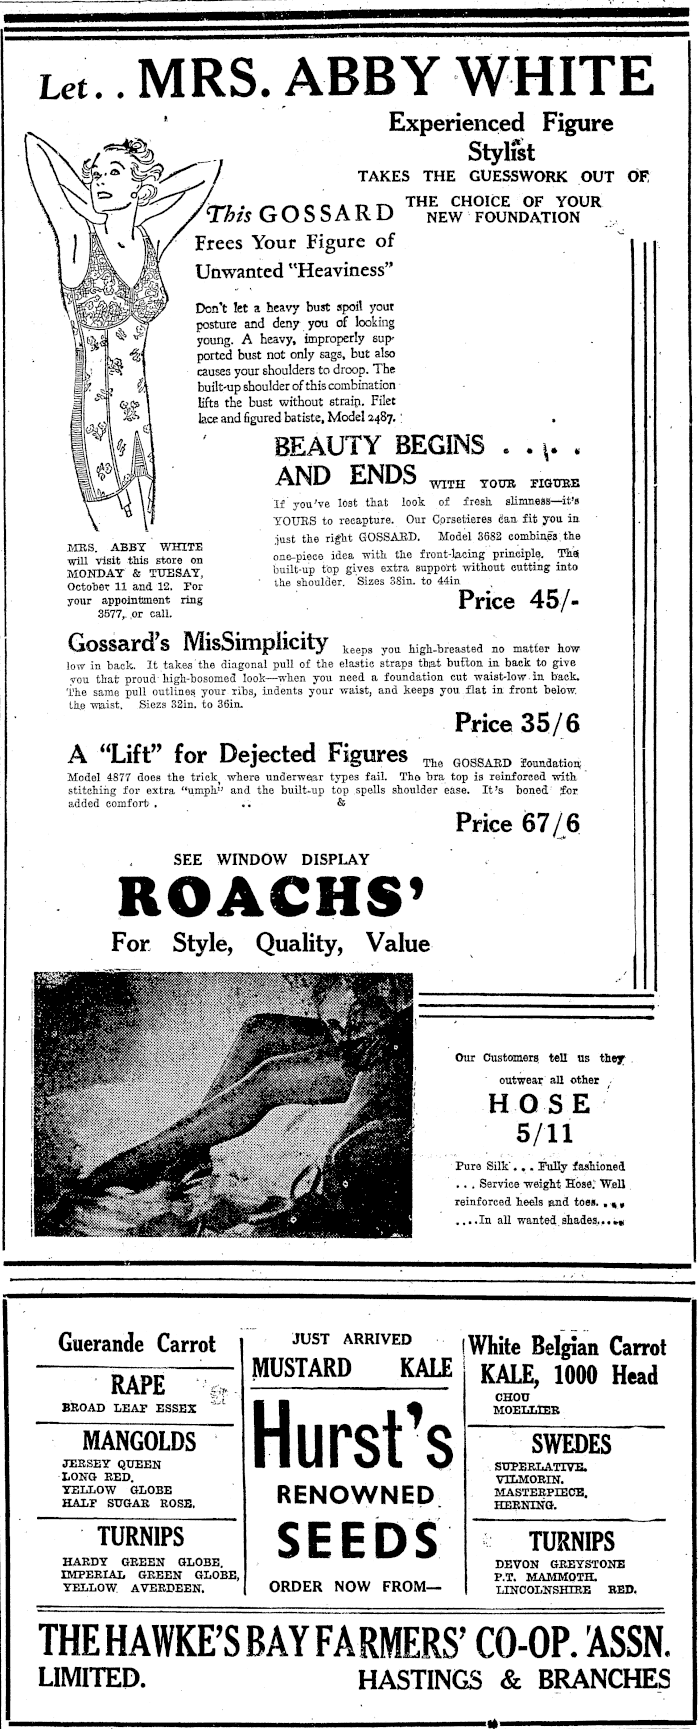 Let . . MRS. ABBY WHITE
Experienced Figure
Stylist
TAKES THE GUESSWORK OUT OF
THE CHOICE OF YOUR
NEW FOUNDATION
This GOSSARD
Frees Your Figure of
Unwanted "Heaviness"
Don't let a heavy bust spoil your
posture and deny you of looking
young. A heavy, improperly sup-
ported bust not only sags, but also
causes your shoulders to droop. The
built-up shoulder of this combination
lifts the bust without strain. Filet
lace and figured batiste, Model 2487.
BEAUTY BEGINS . . . .
AND ENDS WITH YOUR FIGURE
If you've lost that look of fresh slimness—it's
YOURS to recapture. Our Corsetieres can fit you in
just the right GOSSARD. Model 3682 combines the
one-piece idea with the front-lacing principle. The
built-up top gives extra support without cutting into
the shoulder. Sizes 38in. to 44in
Price 45/-
MRS. ABBY WHITE
will visit this store on
MONDAY & TUESAY,
October 11 and 12. For
your appointment ring
3577, or call.
Gossard's MisSimplicity keeps you high-breasted no matter how
low in back. It takes the diagonal pull of the elastic straps that button in back to give
you that proud high-bosomed look—when you need a foundation cut waist-low in back.
The same pull outlines your ribs, indents your waist, and keeps you flat in front below
the waist. Siezs 32in. to 36in.
Price 35/6
A "Lift" for Dejected Figures The GOSSARD foundation
Model 4877 does the trick where underwear types fail. The bra top is reinforced with
stitching for extra "umph" and the built-up top spells shoulder ease. It's boned for
added comfort . .. &
Price 67/6
SEE WINDOW DISPLAY
ROACHS'
For Style, Quality, Value
Our Customers tell us they
outwear all other
HOSE
5/11
Pure Silk . . . Fully fashioned
. . . Service weight Hose. Well
reinforced heels and toes. . . .
. . . .In all wanted shades. . . . .
Guerande Carrot
RAPE
BROAD LEAF ESSEX
MANGOLDS
JERSEY QUEEN
LONG RED.
YELLOW GLOBE
HALF SUGAR ROSE.
TURNIPS
HARDY GREEN GLOBE.
IMPERIAL GREEN GLOBE,
YELLOW AVERDEEN.
JUST ARRIVED
MUSTARD KALE
Hurst's
RENOWNED
SEEDS
ORDER NOW FROM—
White Belgian Carrot
KALE, 1000 Head
CHOU
MOELLIER
SWEDES
SUPERLATIVE.
VILMORIN.
MASTERPIECE.
HERNING.
TURNIPS
DEVON GREYSTONE
P.T. MAMMOTH.
LINCOLNSHIRE RED.
THE HAWKE'S BAY FARMERS' CO-OP. ASSN.
LIMITED. HASTINGS & BRANCHES